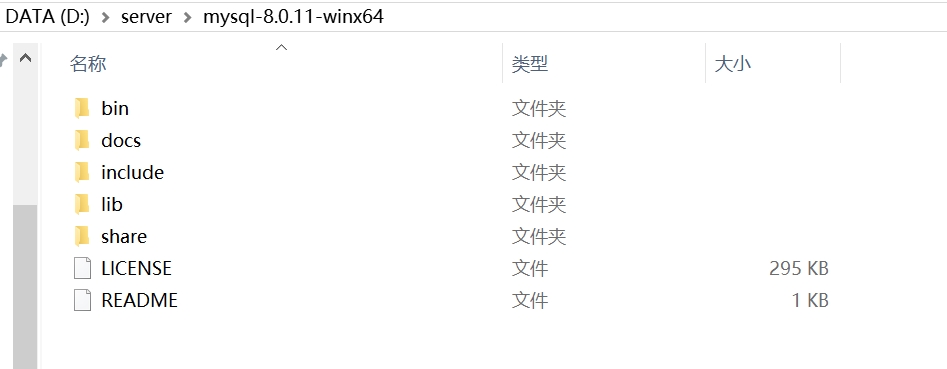 DATA (D:) > server > mysql-8.0.11-winx64
名称 类型 大小
bin 文件夹
docs 文件夹
include 文件夹
lib 文件夹
share 文件夹
LICENSE 文件 295 KB
README 文件 1 KB